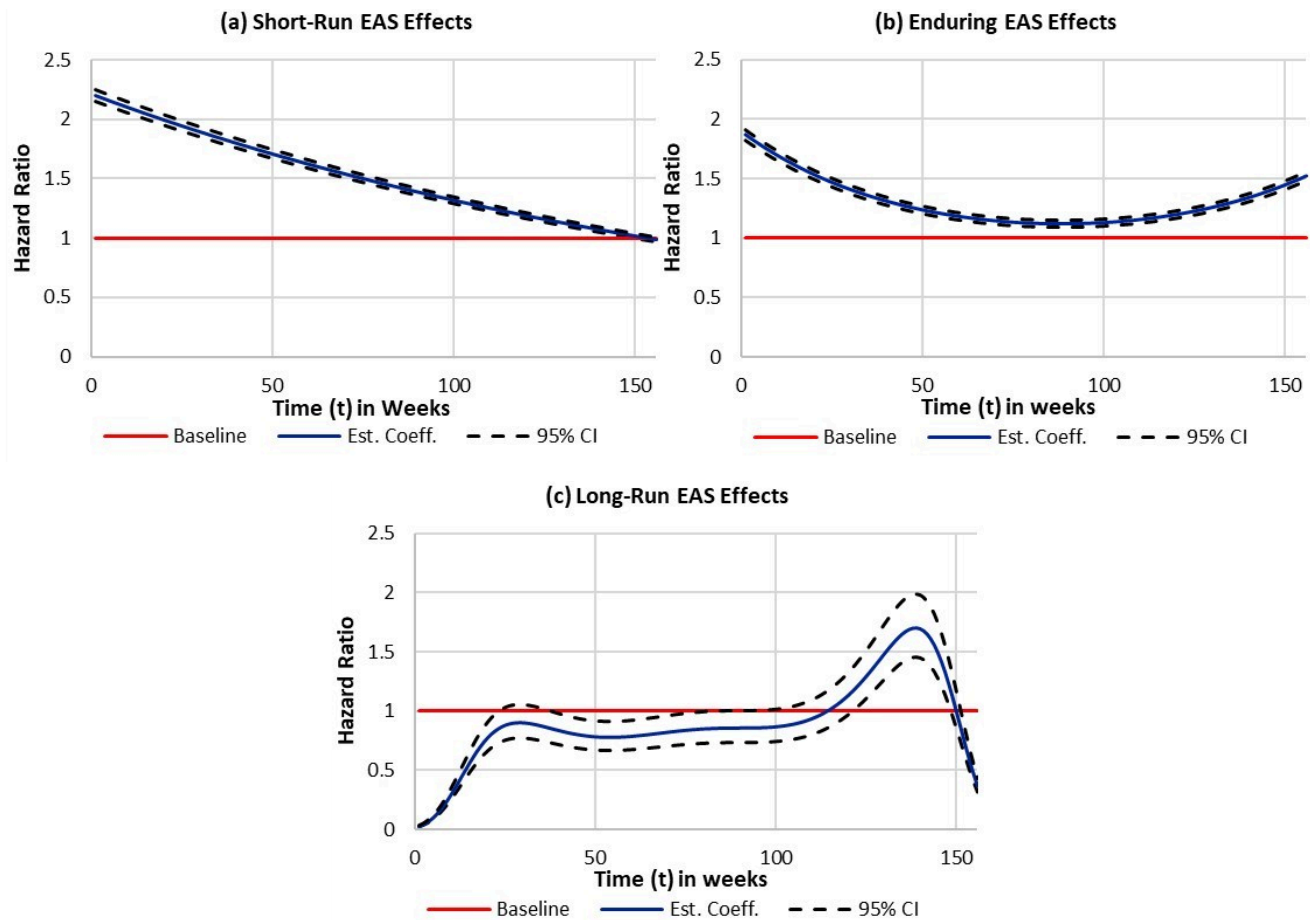 (a) Short-Run EAS Effects
2.5
2
1.5
1
0.5
0
Hazard Ratio
0 50 100 150
Time (t) in Weeks
Baseline Est. Coeff. 95% CI
(b) Enduring EAS Effects
2.5
2
1.5
1
0.5
0
Hazard Ratio
0 50 100 150
Time (t) in weeks
Baseline Est. Coeff. 95% CI
(c) Long-Run EAS Effects
2.5
2
1.5
1
0.5
0
Hazard Ratio
0 50 100 150
Time (t) in weeks
Baseline Est. Coeff. 95% CI